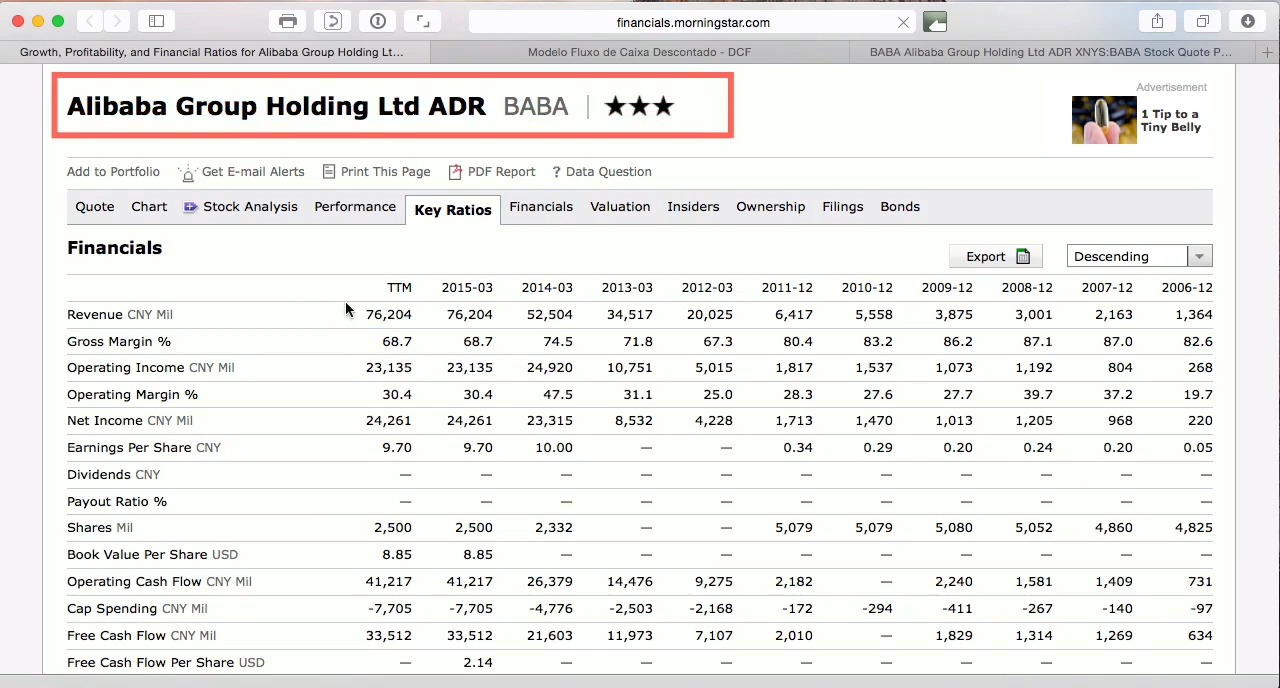 financials.morningstar.com
Growth, Profitability, and Financial Ratios for Alibaba Group Holding Lt... Modelo Fluxo de Caixa Descontado - DCF BABA Alibaba Group Holding Ltd ADR XNYS:BABA Stock Quote P...
Alibaba Group Holding Ltd ADR BABA ★★★
Advertisement
1 Tip to a
Tiny Belly
Add to Portfolio Get E-mail Alerts Print This Page PDF Report ? Data Question
Quote Chart Stock Analysis Performance Key Ratios Financials Valuation Insiders Ownership Filings Bonds
Financials
Export Descending
TTM 2015-03 2014-03 2013-03 2012-03 2011-12 2010-12 2009-12 2008-12 2007-12 2006-12
Revenue CNY Mil 76,204 76,204 52,504 34,517 20,025 6,417 5,558 3,875 3,001 2,163 1,364
Gross Margin % 68.7 68.7 74.5 71.8 67.3 80.4 83.2 86.2 87.1 87.0 82.6
Operating Income CNY Mil 23,135 23,135 24,920 10,751 5,015 1,817 1,537 1,073 1,192 804 268
Operating Margin % 30.4 30.4 47.5 31.1 25.0 28.3 27.6 27.7 39.7 37.2 19.7
Net Income CNY Mil 24,261 24,261 23,315 8,532 4,228 1,713 1,470 1,013 1,205 968 220
Earnings Per Share CNY 9.70 9.70 10.00 — — 0.34 0.29 0.20 0.24 0.20 0.05
Dividends CNY — — — — — — — — — — —
Payout Ratio % — — — — — — — — — — —
Shares Mil 2,500 2,500 2,332 — — 5,079 5,079 5,080 5,052 4,860 4,825
Book Value Per Share USD 8.85 8.85 — — — — — — — — —
Operating Cash Flow CNY Mil 41,217 41,217 26,379 14,476 9,275 2,182 — 2,240 1,581 1,409 731
Cap Spending CNY Mil -7,705 -7,705 -4,776 -2,503 -2,168 -172 -294 -411 -267 -140 -97
Free Cash Flow CNY Mil 33,512 33,512 21,603 11,973 7,107 2,010 — 1,829 1,314 1,269 634
Free Cash Flow Per Share USD — 2.14 — — — — — — — — —